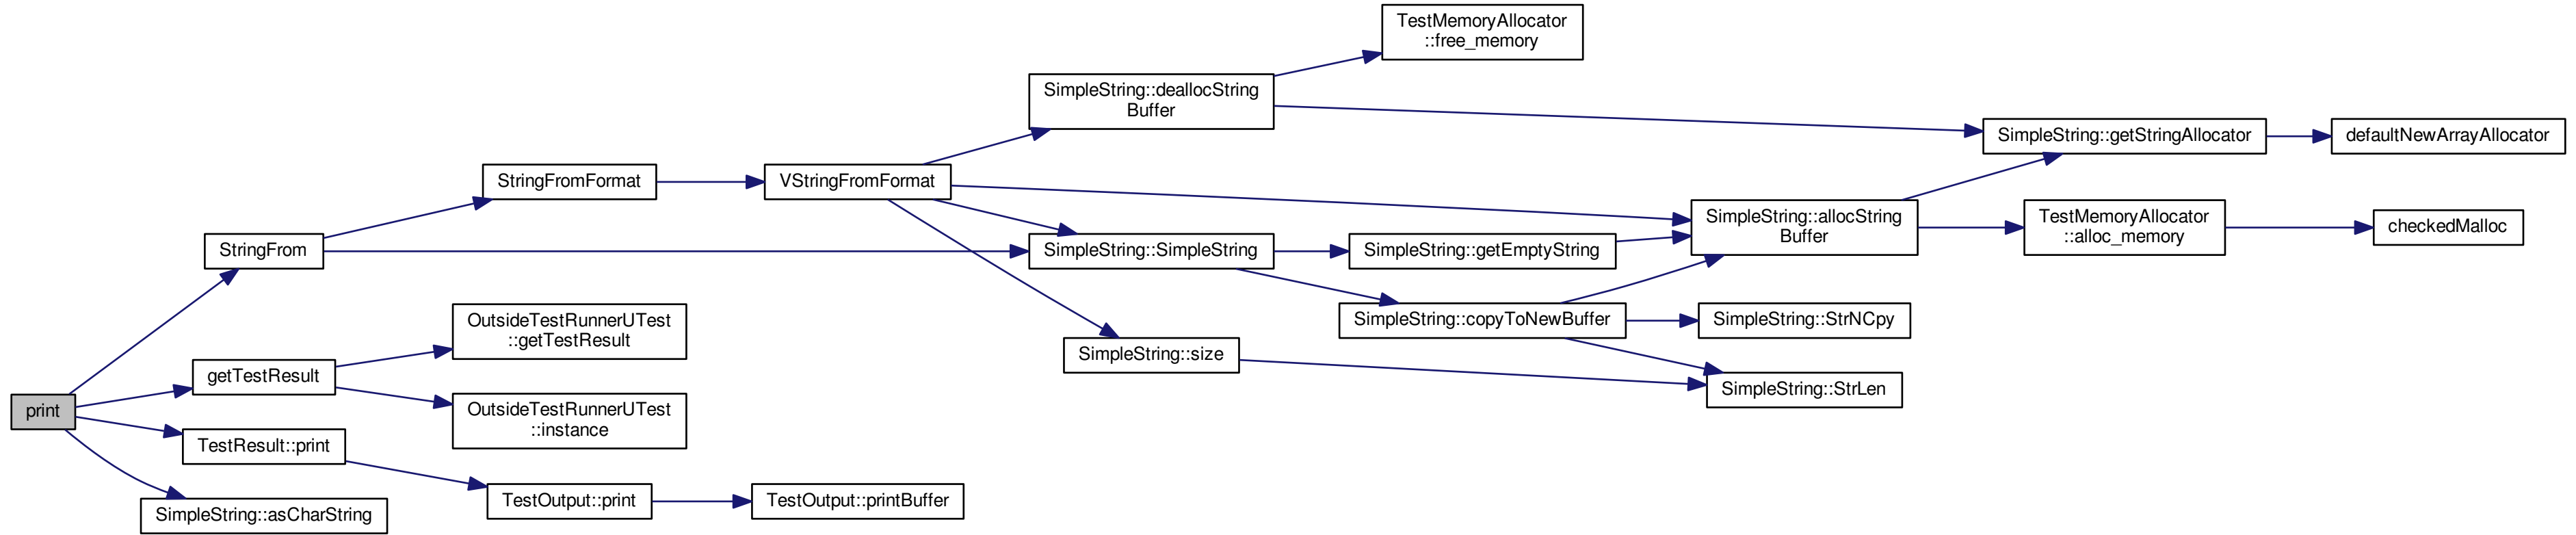 print
StringFrom
getTestResult
TestResult::print
SimpleString::asCharString
StringFromFormat
OutsideTestRunnerUTest
::getTestResult
OutsideTestRunnerUTest
::instance
TestOutput::print
VStringFromFormat
TestOutput::printBuffer
SimpleString::deallocString
Buffer
SimpleString::SimpleString
SimpleString::size
TestMemoryAllocator
::free_memory
SimpleString::getEmptyString
SimpleString::copyToNewBuffer
SimpleString::allocString
Buffer
SimpleString::StrNCpy
SimpleString::StrLen
SimpleString::getStringAllocator
TestMemoryAllocator
::alloc_memory
defaultNewArrayAllocator
checkedMalloc